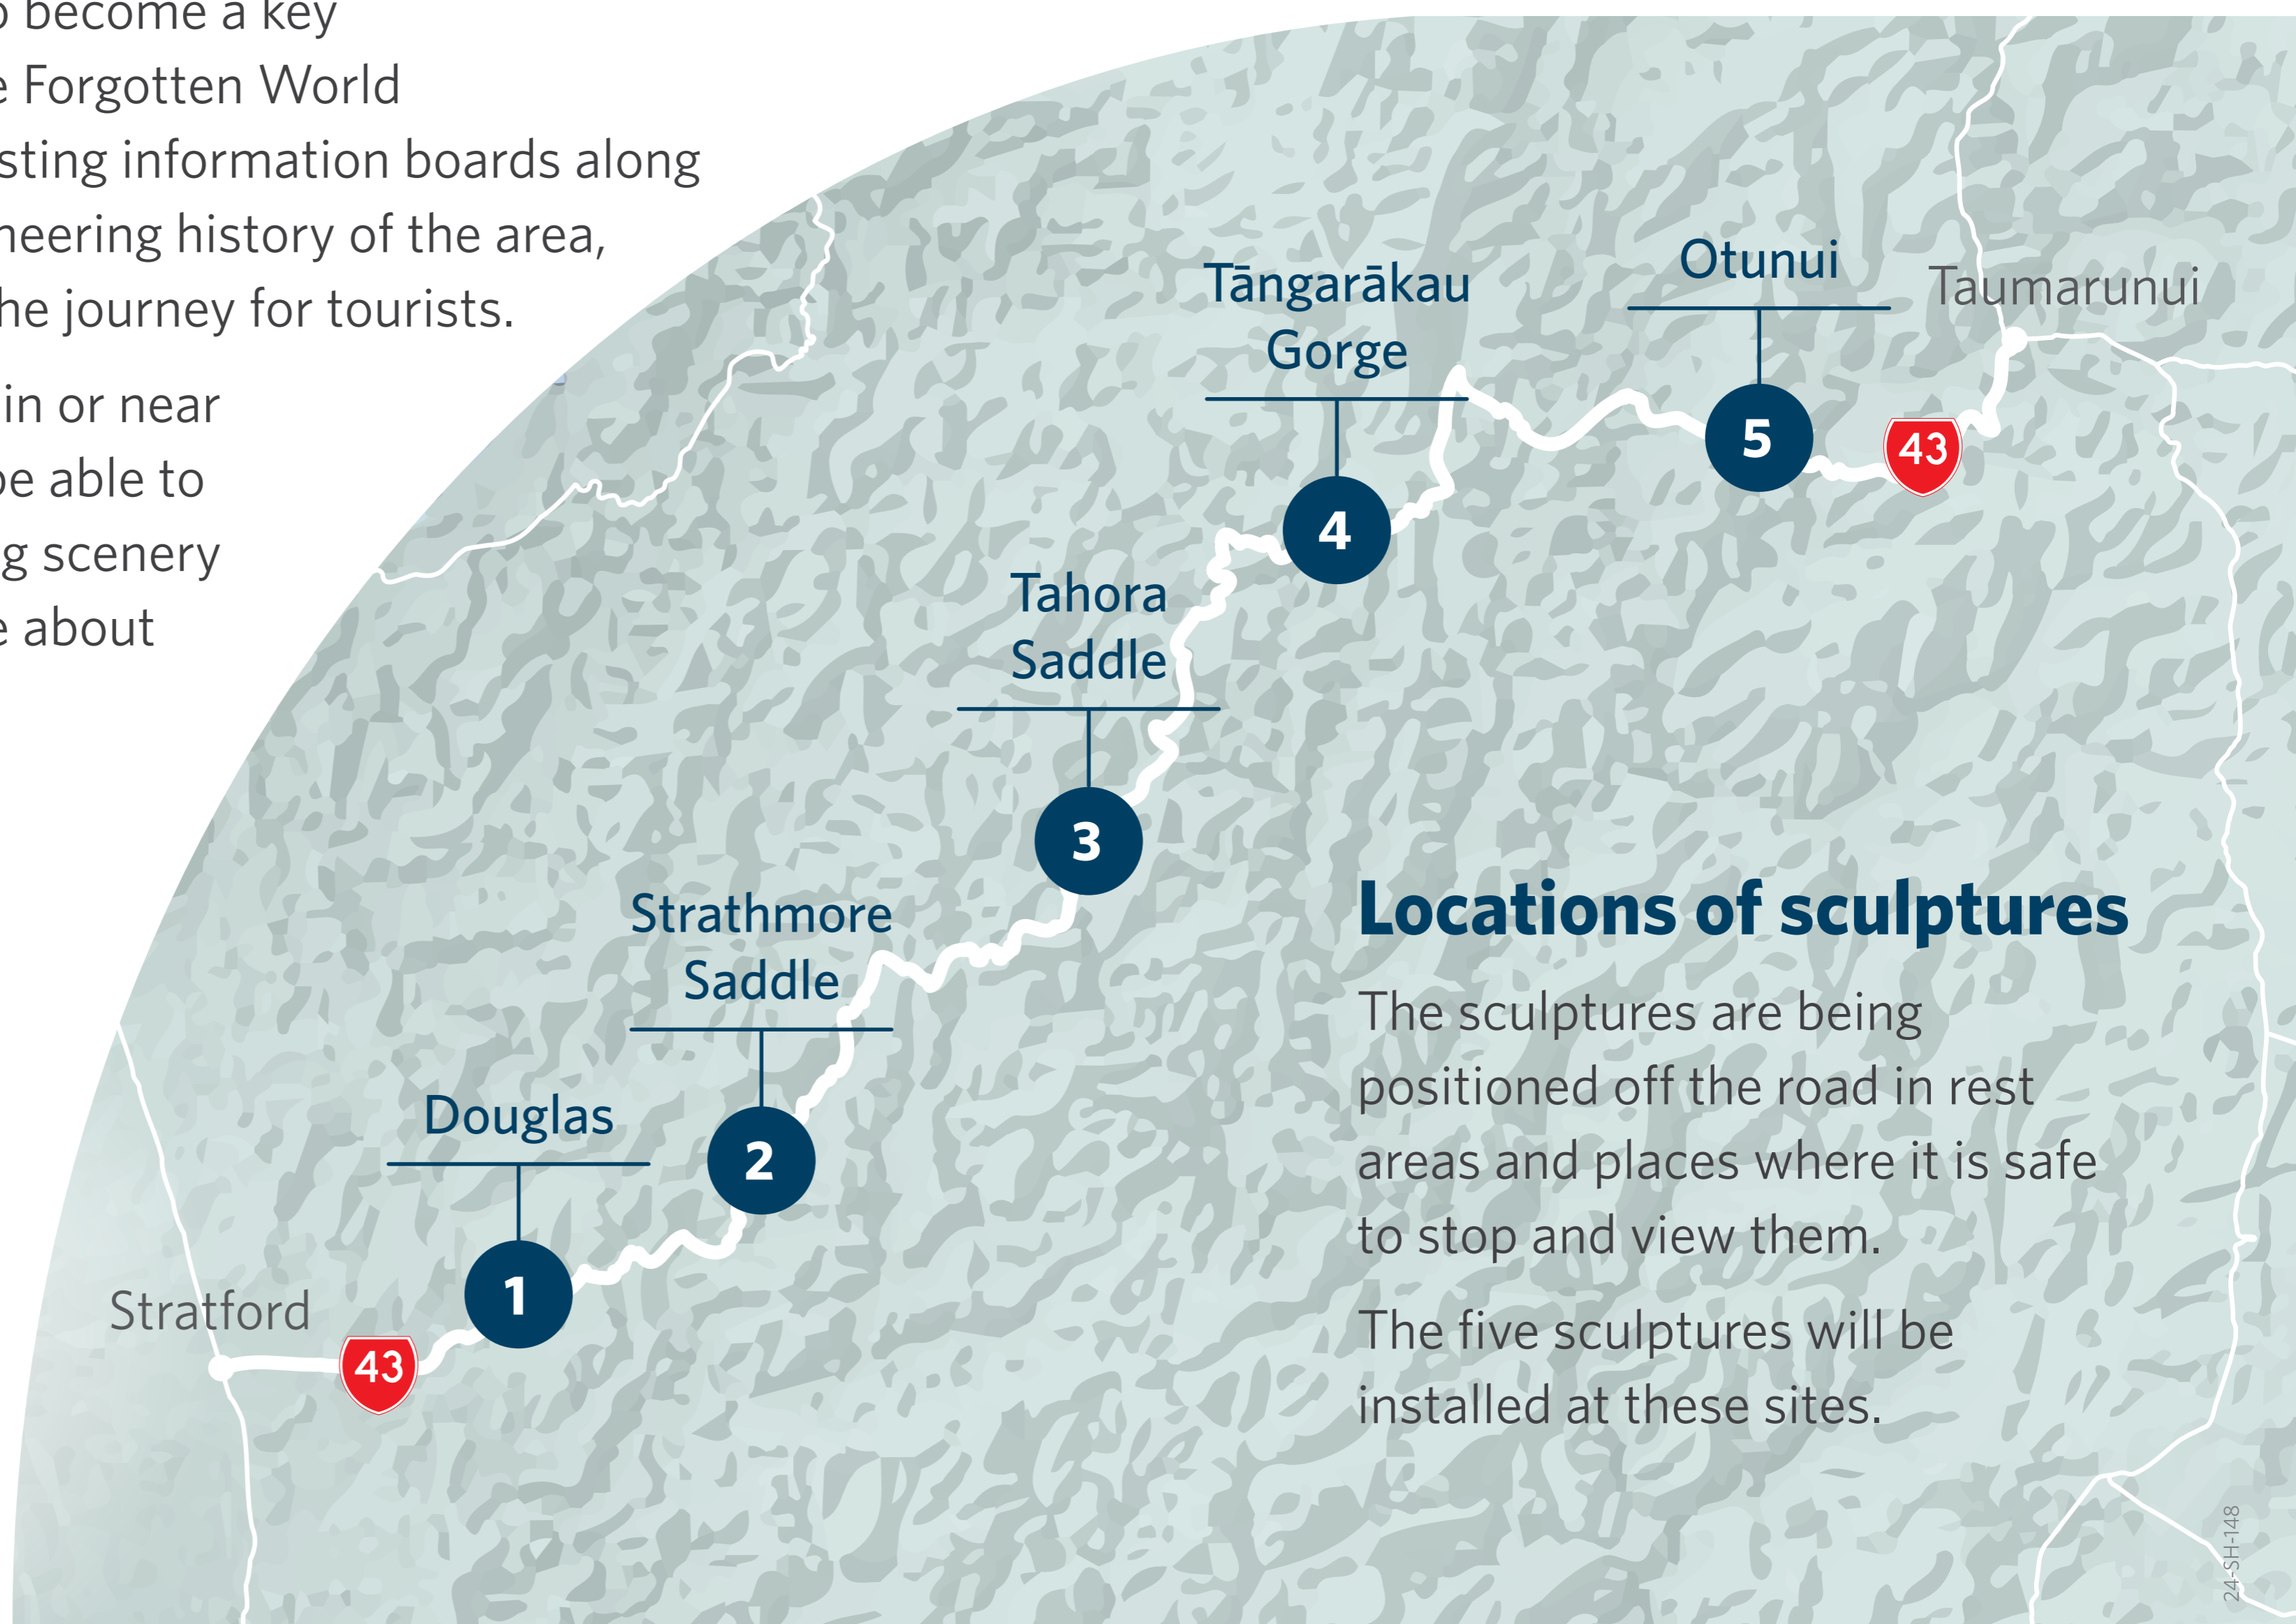 become a key
Forgotten World
sting information boards along
neering history of the area,
he journey for tourists.
in or near
be able to
g scenery
e about
Tāngarākau
Gorge
Otunui
Taumarunui
5
43
4
Tahora
Saddle
3
Strathmore
Saddle
2
Douglas
1
Stratford
43
Locations of sculptures
The sculptures are being
positioned off the road in rest
areas and places where it is safe
to stop and view them.
The five sculptures will be
installed at these sites.
24-SH-148